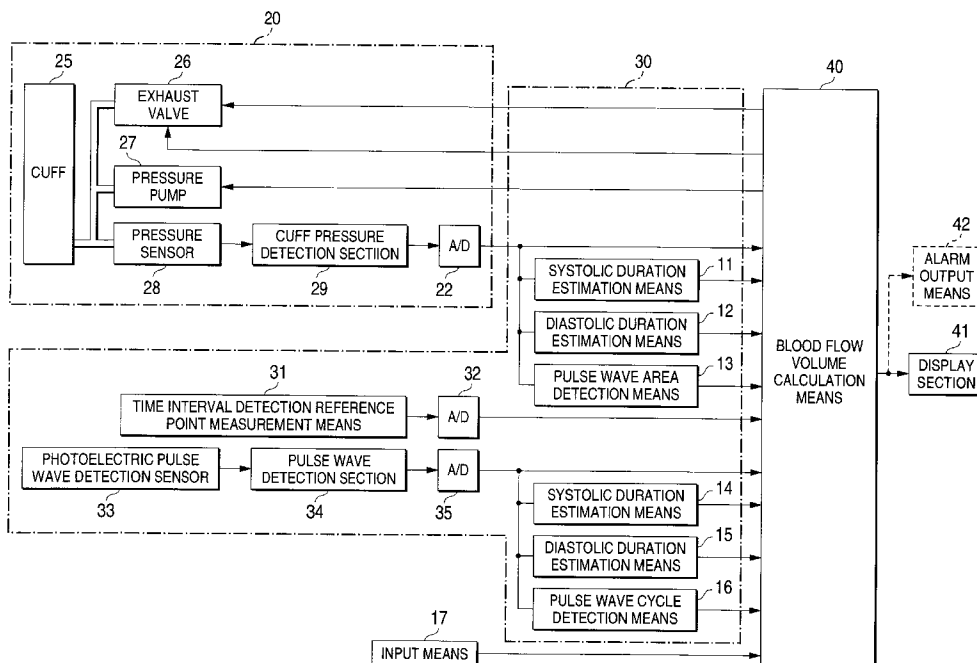 20
25
26
30
40
EXHAUST
VALVE
27
CUFF
PRESSURE
PUMP
PRESSURE
SENSOR
CUFF PRESSURE
DETECTION SECTIION
A/D
28
29
22
SYSTOLIC DURATION
ESTIMATION MEANS
11
DIASTOLIC DURATION
ESTIMATION MEANS
12
PULSE WAVE AREA
DETECTION MEANS
13
BLOOD FLOW
VOLUME
CALCULATION
MEANS
42
ALARM
OUTPUT
MEANS
41
DISPLAY
SECTION
31
32
TIME INTERVAL DETECTION REFERENCE
POINT MEASUREMENT MEANS
A/D
PHOTOELECTRIC PULSE
WAVE DETECTION SENSOR
PULSE WAVE
DETECTION SECTION
A/D
33
34
35
SYSTOLIC DURATION
ESTIMATION MEANS
14
DIASTOLIC DURATION
ESTIMATION MEANS
15
PULSE WAVE CYCLE
DETECTION MEANS
16
17
INPUT MEANS